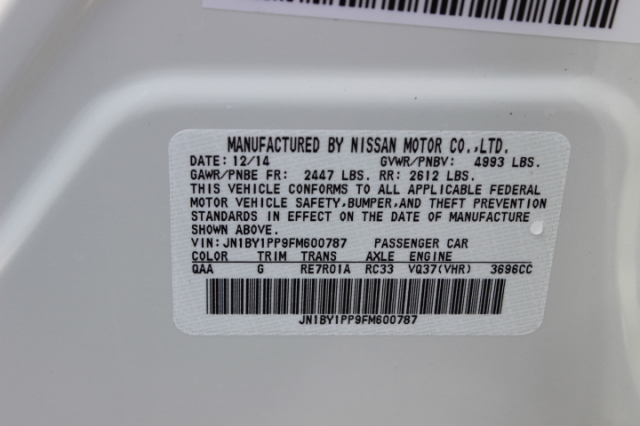 MANUFACTURED BY NISSAN MOTOR CO.,LTD.
DATE: 12/14 GVWR/PNBV: 4993 LBS.
GAWR/PNBE FR: 2447 LBS. RR: 2612 LBS.
THIS VEHICLE CONFORMS TO ALL APPLICABLE FEDERAL
MOTOR VEHICLE SAFETY,BUMPER,AND THEFT PREVENTION
STANDARDS IN EFFECT ON THE DATE OF MANUFACTURE
SHOWN ABOVE.
VIN: JN1BY1PP9FM600787 PASSENGER CAR
COLOR TRIM TRANS AXLE ENGINE
QAA G RE7R01A RC33 VQ37(VHR) 3696CC
JN1BY1PP9FM600787